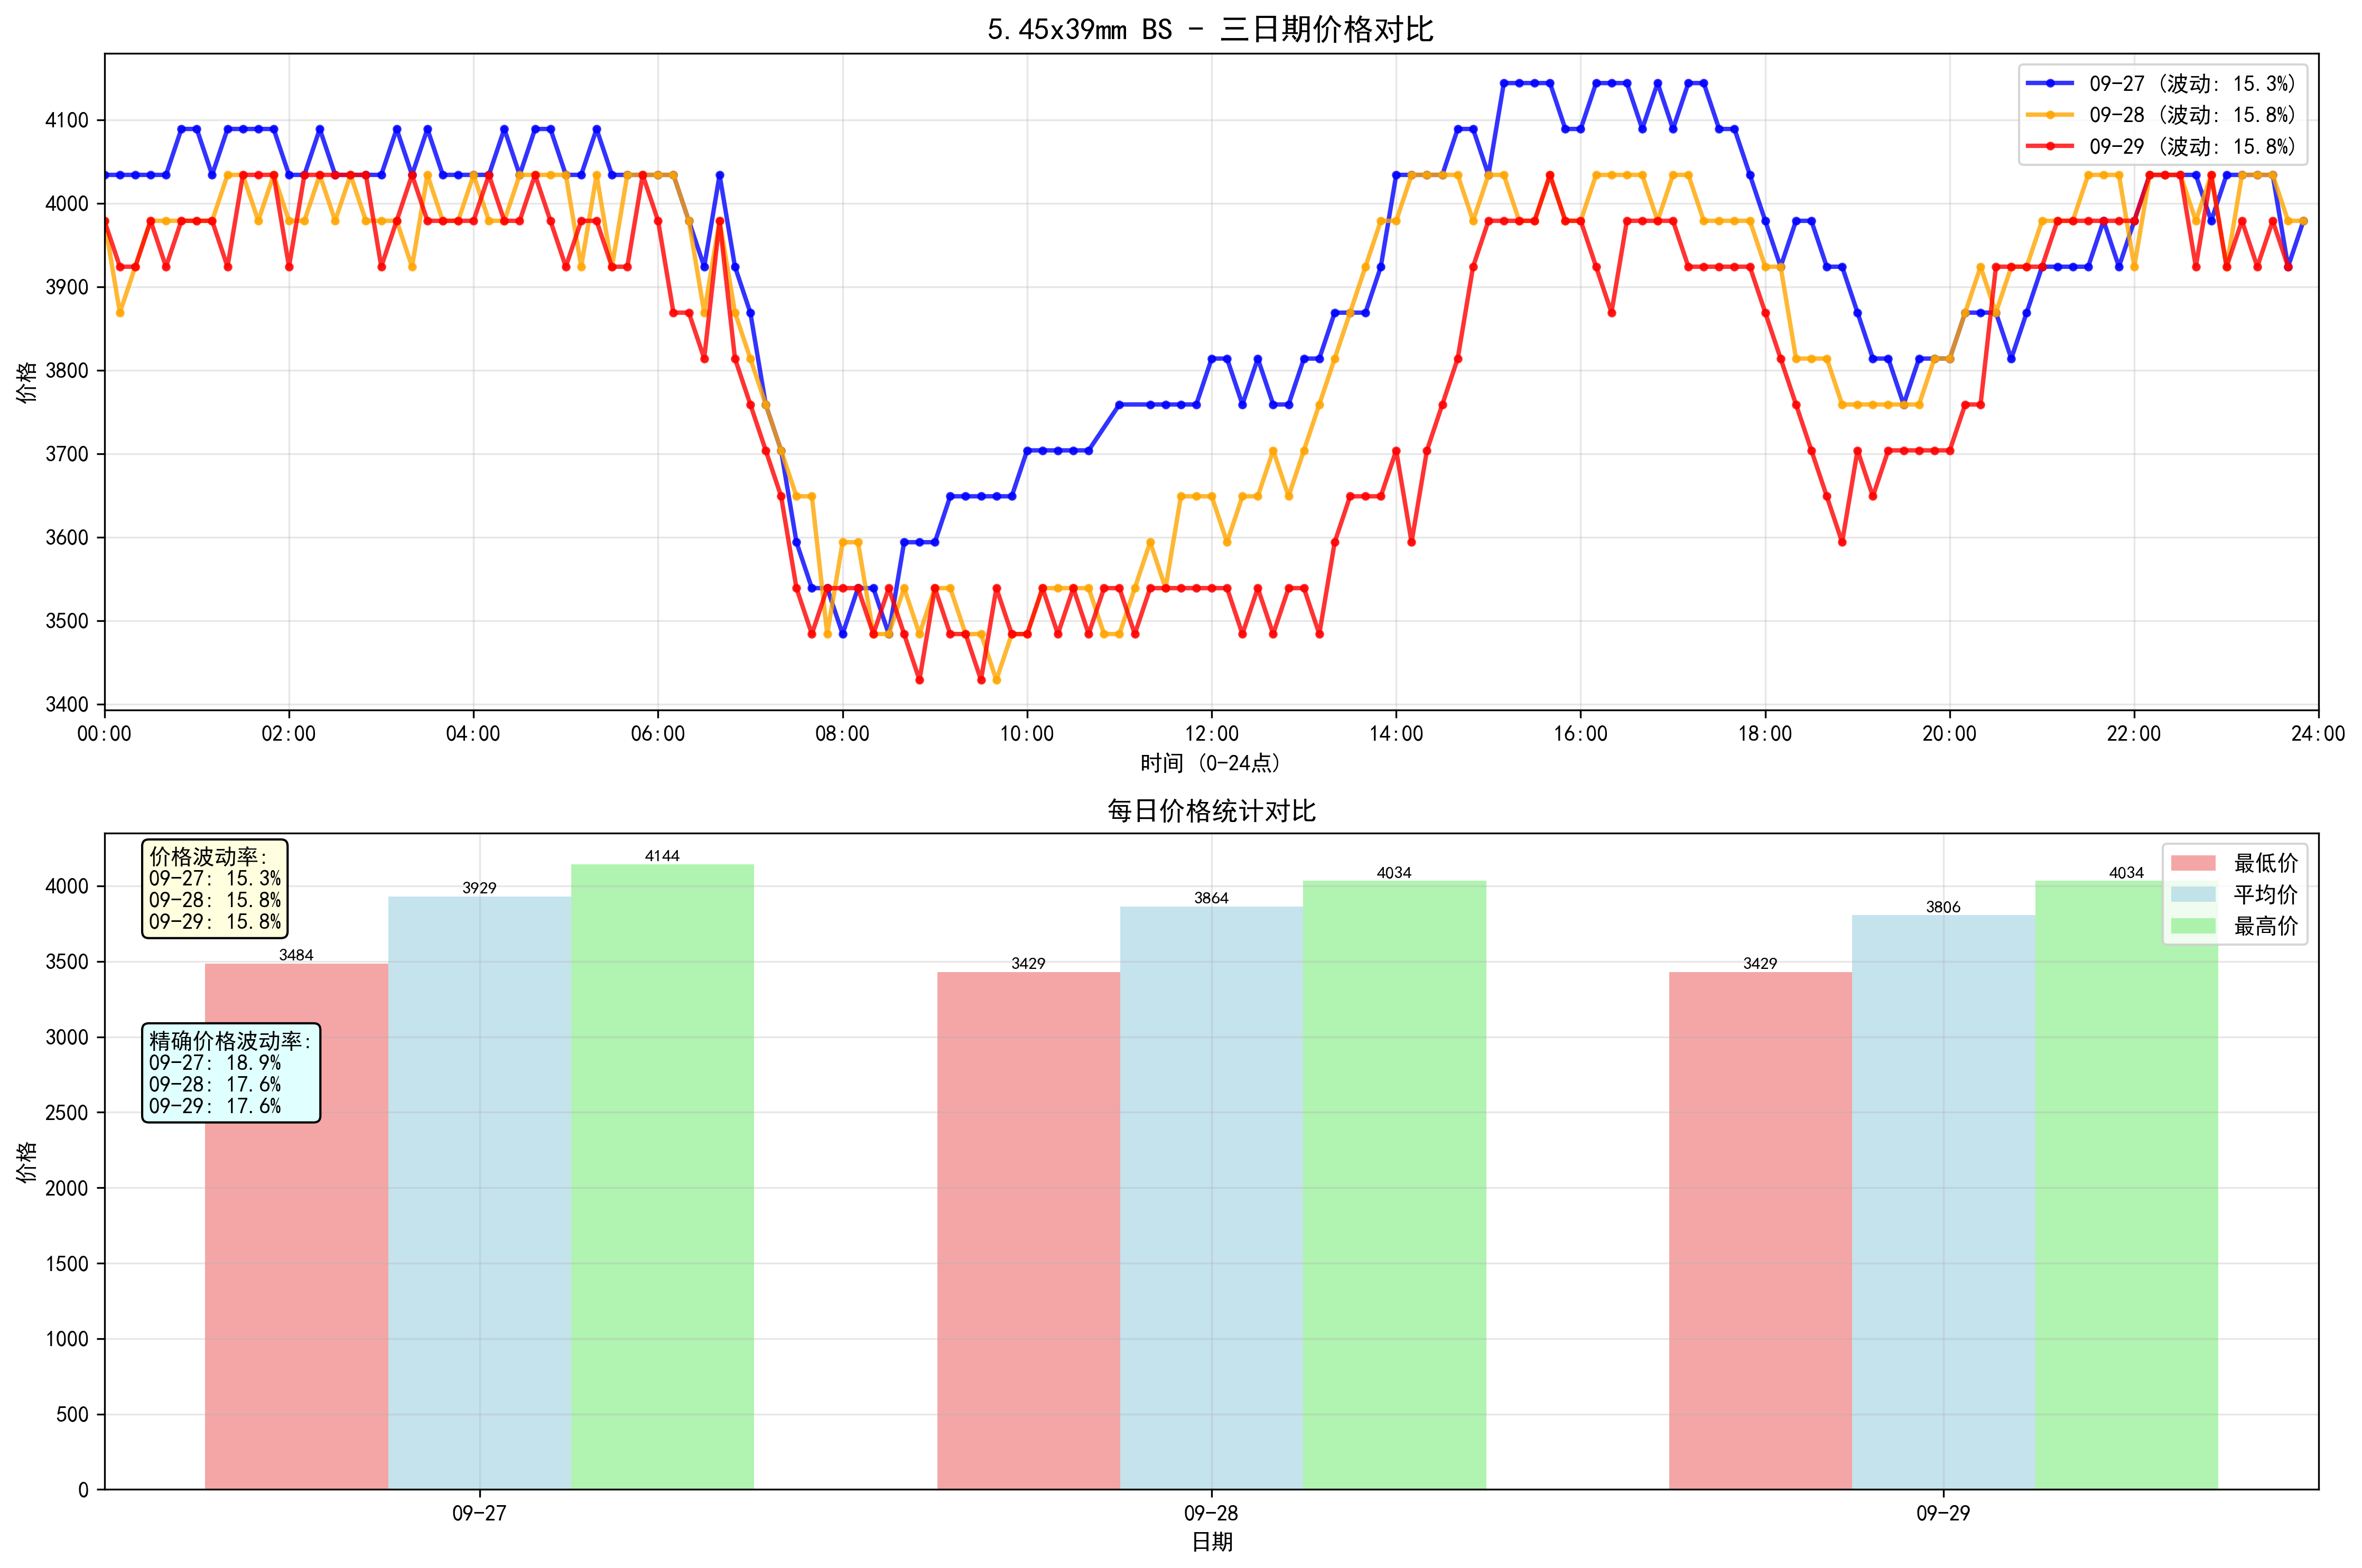 5.45x39mm BS - 三日期价格对比
09-27 (波动: 15.3%)
09-28 (波动: 15.8%)
09-29 (波动: 15.8%)
价格
4100
4000
3900
3800
3700
3600
3500
3400
00:00 02:00 04:00 06:00 08:00 10:00 12:00 14:00 16:00 18:00 20:00 22:00 24:00
时间 (0-24点)
每日价格统计对比
价格波动率:
09-27: 15.3%
09-28: 15.8%
09-29: 15.8%
精确价格波动率:
09-27: 18.9%
09-28: 17.6%
09-29: 17.6%
最低价
平均价
最高价
3484 3929 4144 3429 3864 4034 3429 3806 4034
价格
4000
3500
3000
2500
2000
1500
1000
500
0
09-27 09-28 09-29
日期